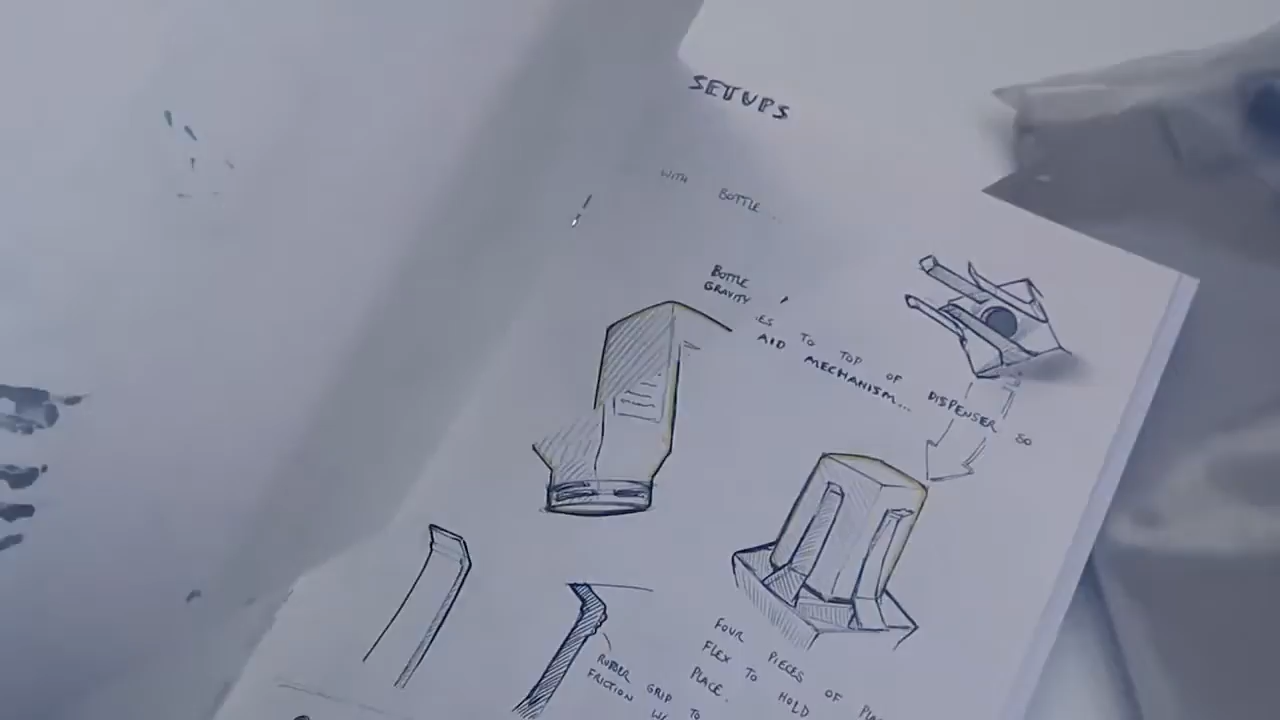 SETUPS
WITH BOTTLE...
BOTTLE
GRAVITY
TO TOP OF DISPENSER SO
AID MECHANISM...
FOUR PIECES OF
FLEX TO HOLD
PLACE.
RUBBER GRIP TO
FRICTION